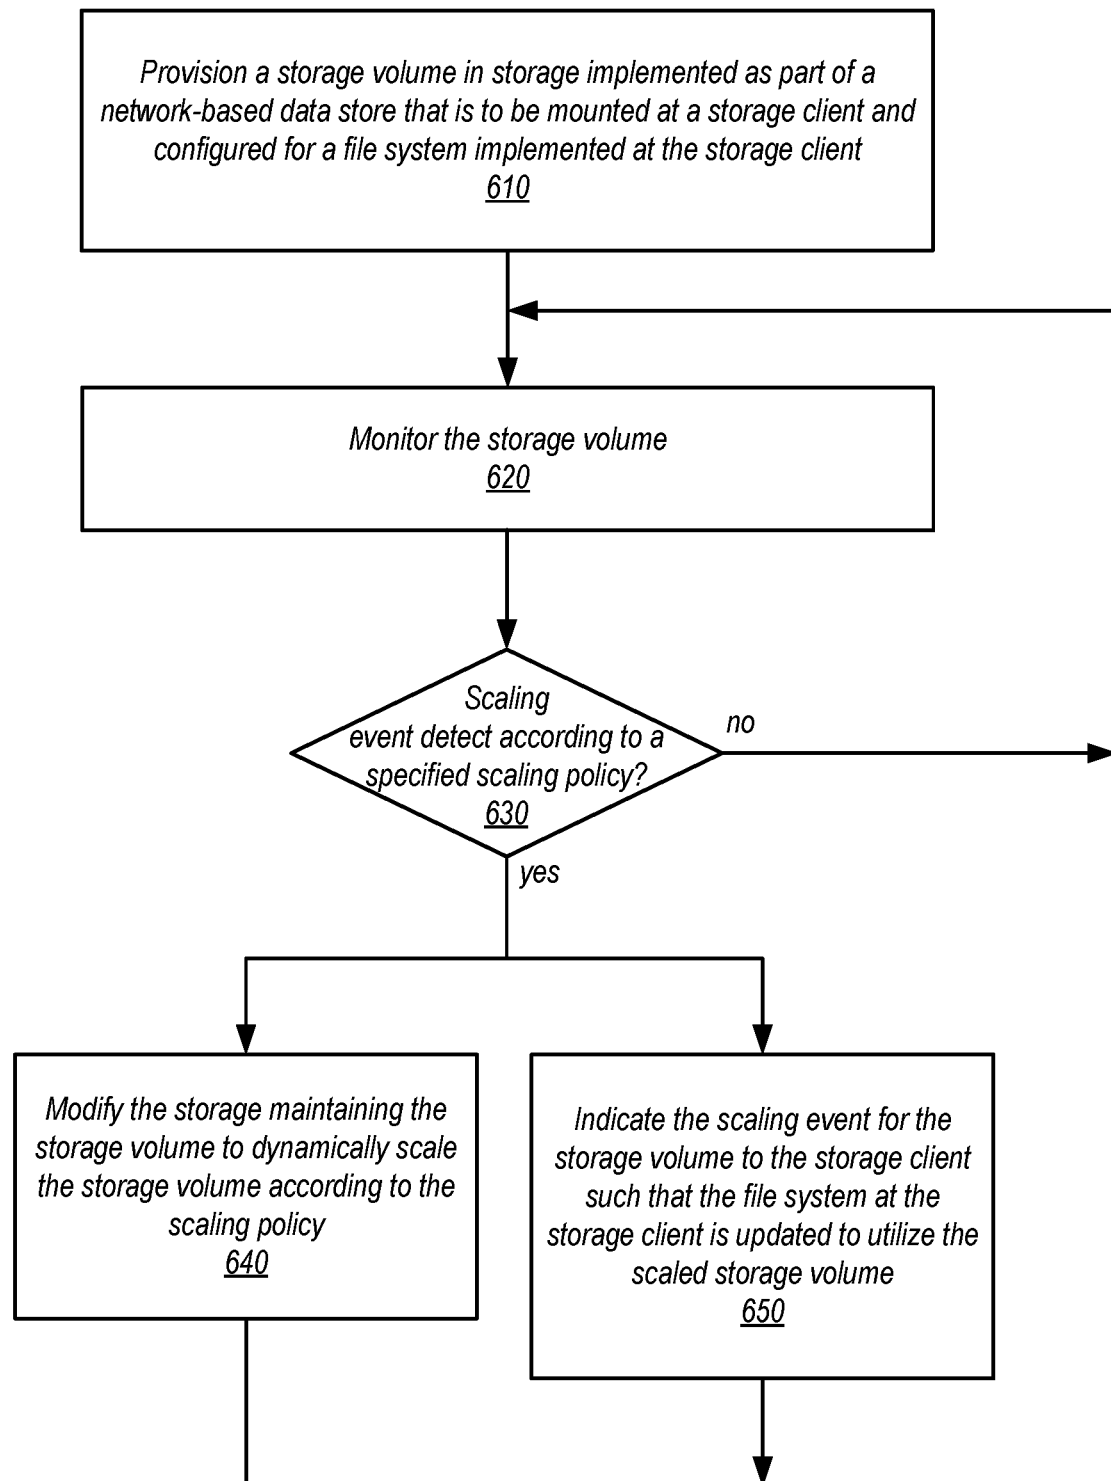 Provision a storage volume in storage implemented as part of a
network-based data store that is to be mounted at a storage client and
configured for a file system implemented at the storage client
610
Monitor the storage volume
620
Scaling
event detect according to a
specified scaling policy?
630
no
yes
Modify the storage maintaining the
storage volume to dynamically scale
the storage volume according to the
scaling policy
640
Indicate the scaling event for the
storage volume to the storage client
such that the file system at the
storage client is updated to utilize the
scaled storage volume
650